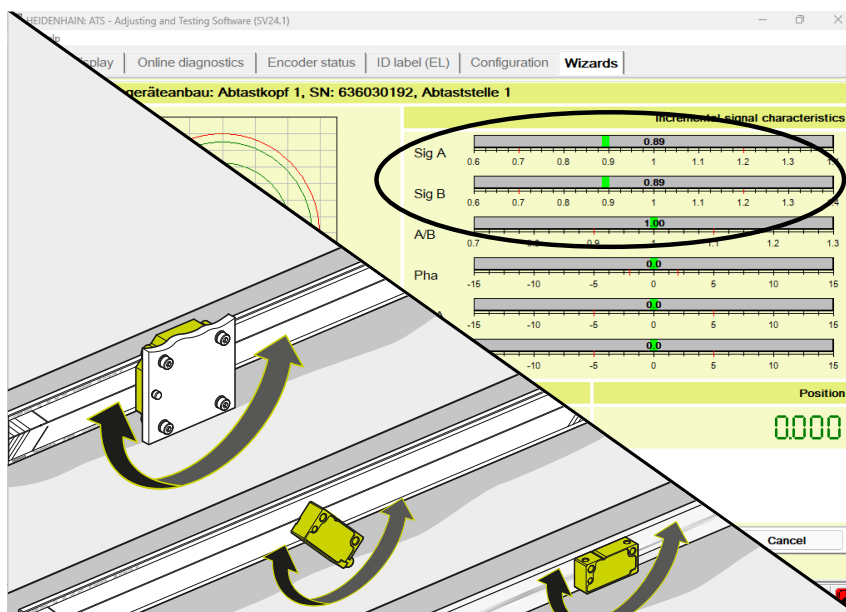 HEIDENHAIN: ATS - Adjusting and Testing Software (SV24.1)
Online diagnostics Encoder status ID label (EL) Configuration Wizards
geräteanbau: Abtastkopf 1, SN: 636030192, Abtaststelle 1
Incremental signal characteristics
Sig A 0.89
0.6 0.7 0.8 0.9 1 1.1 1.2 1.3
Sig B 0.89
0.6 0.7 0.8 0.9 1 1.1 1.2 1.3
A/B 1.00
0.7 0.8 0.9 1 1.1 1.2 1.3
Pha 0.0
-15 -10 -5 0 5 10 15
0.0
-15 -10 -5 0 5 10 15
0.0
-10 -5 0 5 10 15
Position
0.000
Cancel